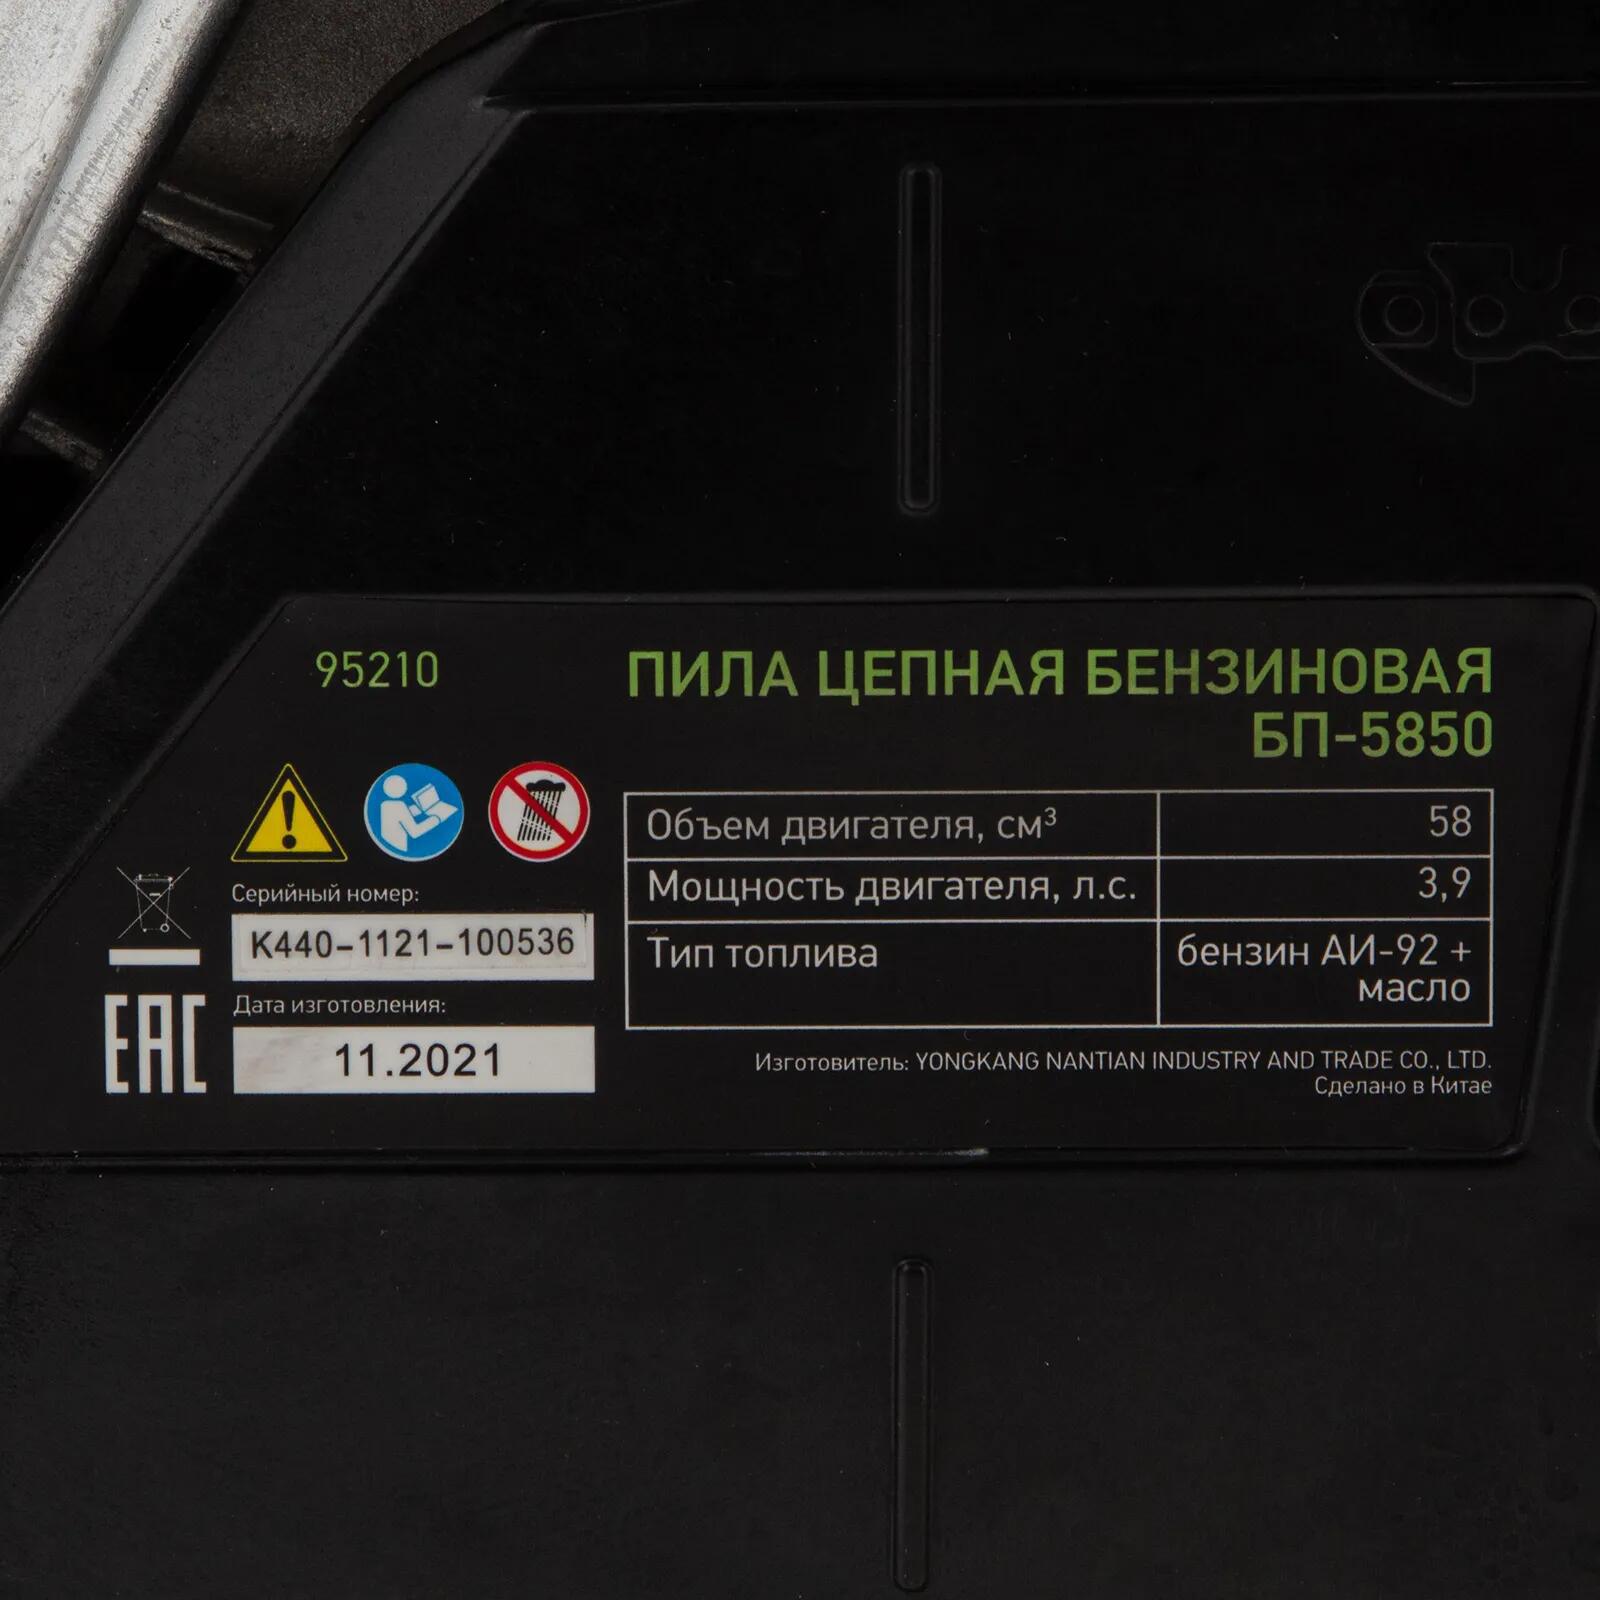 95210
ПИЛА ЦЕПНАЯ БЕНЗИНОВАЯ
БП-5850
Объем двигателя, см³ 58
Мощность двигателя, л.с. 3,9
Тип топлива бензин АИ-92 +
масло
Серийный номер:
K440-1121-100536
Дата изготовления:
11.2021
EAC
Изготовитель: YONGKANG NANTIAN INDUSTRY AND TRADE CO., LTD.
Сделано в Китае